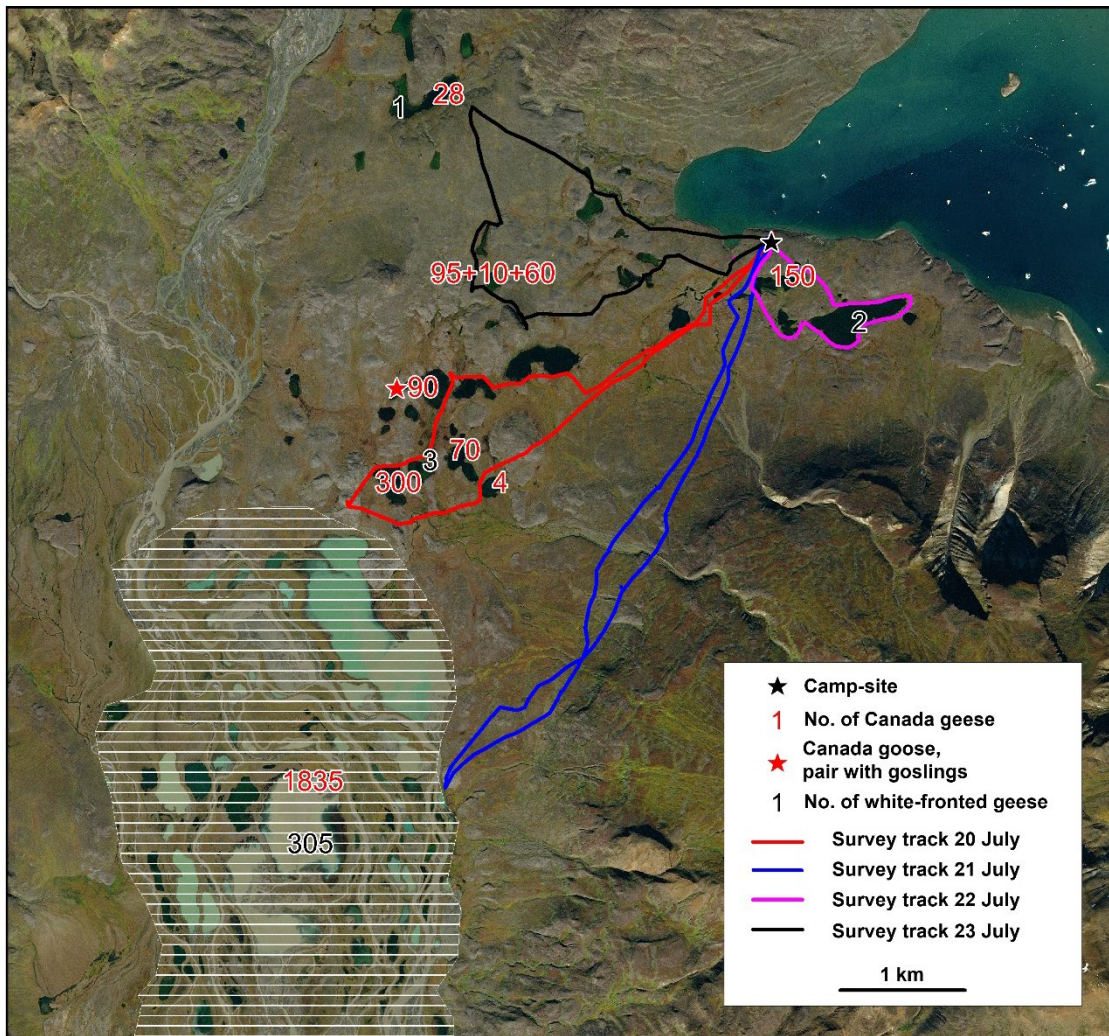 28
1
95+10+60
150
2
90
3
70
300
4
1835
305
Camp-site
1 No. of Canada geese
Canada goose,
pair with goslings
1 No. of white-fronted geese
Survey track 20 July
Survey track 21 July
Survey track 22 July
Survey track 23 July
1 km